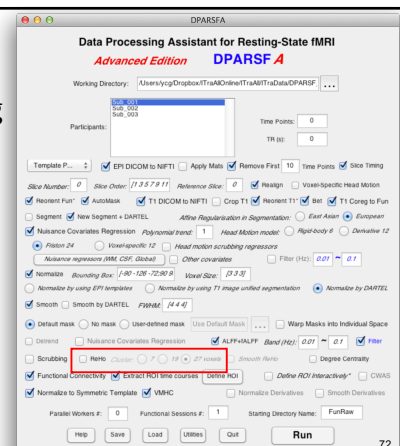 DPARSFA
Data Processing Assistant for Resting-State fMRI
Advanced Edition DPARSF A
Working Directory: /Users/ycg/Dropbox/ITraAllOnline/ITraAll/ITraData/DPARSF ...
Participants:
Sub_001
Sub_002
Sub_003
Time Points: 0
TR (s): 0
Template P... EPI DICOM to NIFTI Apply Mats Remove First 10 Time Points Slice Timing
Slice Number: 0 Slice Order: [1 3 5 7 9 11 Reference Slice: 0 Realign Voxel-Specific Head Motion
Reorient Fun* AutoMask T1 DICOM to NIFTI Crop T1 Reorient T1* Bet T1 Coreg to Fun
Segment New Segment + DARTEL Affine Regularisation in Segmentation: East Asian European
Nuisance Covariates Regression Polynomial trend: 1 Head Motion model: Rigid-body 6 Derivative 12
Friston 24 Voxel-specific 12 Head motion scrubbing regressors
Nuisance regressors (WM, CSF, Global) Other covariates Filter (Hz): 0.01 ~ 0.1
Normalize Bounding Box: [-90 -126 -72;90 9 Voxel Size: [3 3 3]
Normalize by using EPI templates Normalize by using T1 image unified segmentation Normalize by DARTEL
Smooth Smooth by DARTEL FWHM: [4 4 4]
Default mask No mask User-defined mask Use Default Mask ... Warp Masks into Individual Space
Detrend Nuisance Covariates Regression ALFF+fALFF Band (Hz): 0.01 ~ 0.1 Filter
Scrubbing ReHo Cluster: 7 19 27 voxels Smooth ReHo Degree Centrality
Functional Connectivity Extract ROI time courses Define ROI Define ROI Interactively* CWAS
Normalize to Symmetric Template VMHC Normalize Derivatives Smooth Derivatives
Parallel Workers #: 0 Functional Sessions #: 1 Starting Directory Name: FunRaw
Help Save Load Utilities Quit Run
72